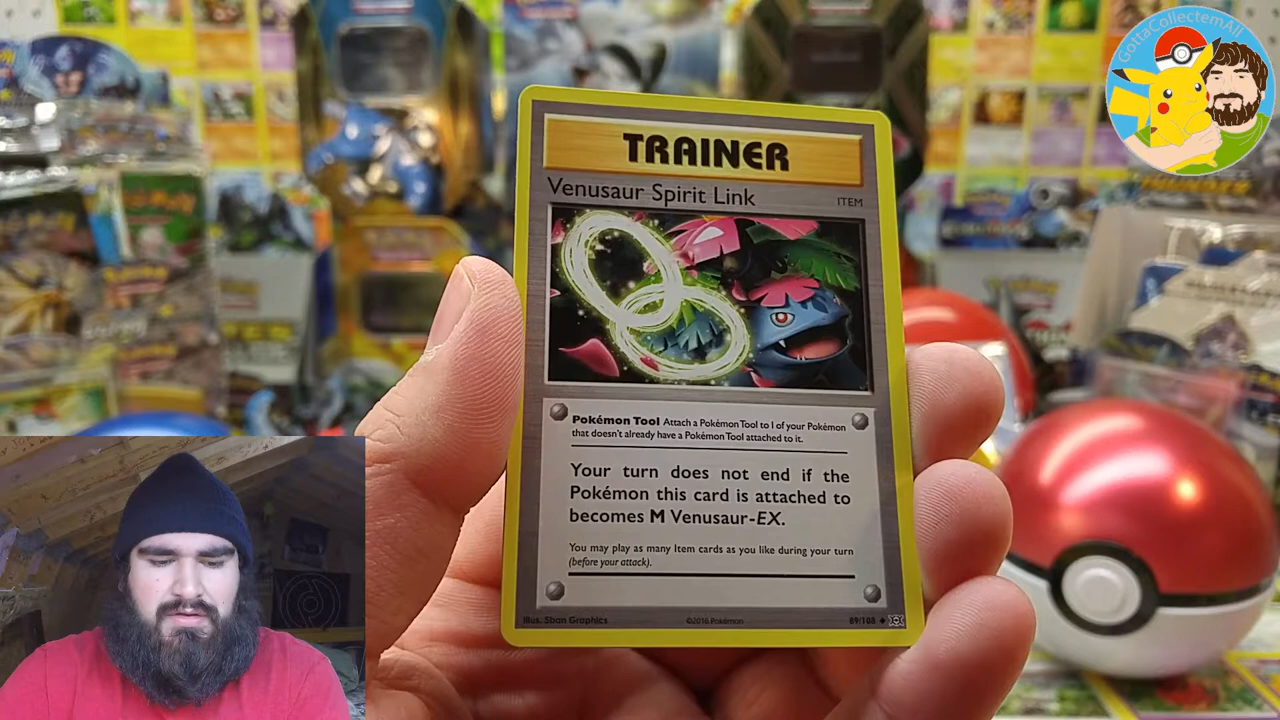 GottaCollectemAll
TRAINER
Venusaur Spirit Link
ITEM
Pokémon Tool Attach a Pokémon Tool to 1 of your Pokémon
that doesn't already have a Pokémon Tool attached to it.
Your turn does not end if the
Pokémon this card is attached to
becomes M Venusaur-EX.
You may play as many Item cards as you like during your turn
(before your attack).
Illus. 5ban Graphics
©2016 Pokémon
89/108